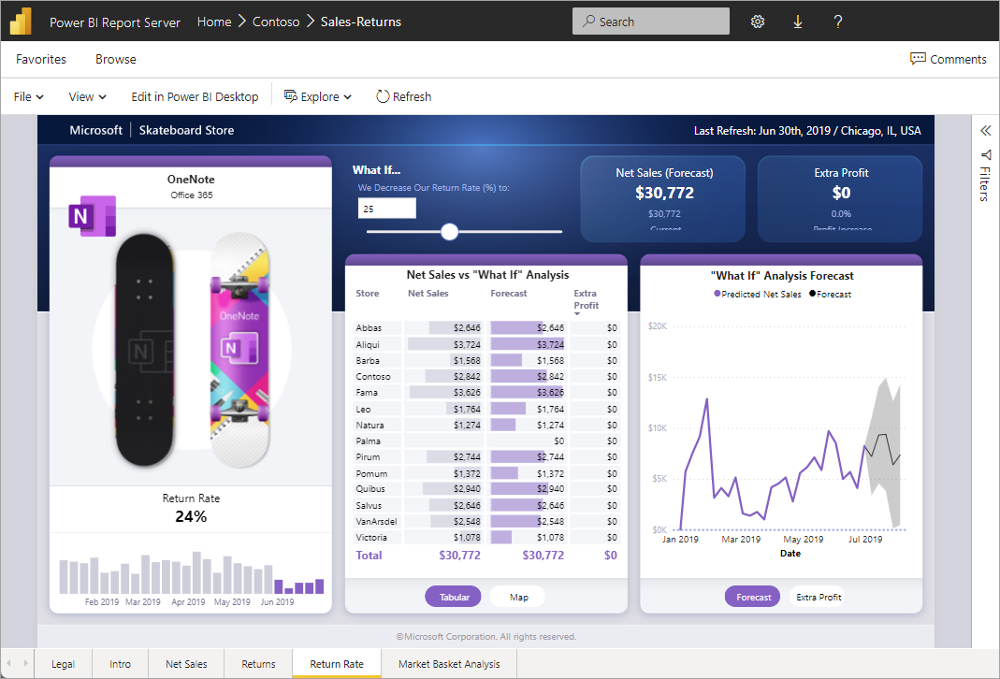 Power BI Report Server Home > Contoso > Sales-Returns Search ?
Favorites Browse Comments
File View Edit in Power BI Desktop Explore Refresh
Microsoft | Skateboard Store Last Refresh: Jun 30th, 2019 / Chicago, IL, USA
Filters
OneNote
Office 365
N
N
OneNote
N
Return Rate
24%
Feb 2019 Mar 2019 Apr 2019 May 2019 Jun 2019
What If...
We Decrease Our Return Rate (%) to:
25
Net Sales (Forecast)
$30,772
$30,772
Current
Extra Profit
$0
0.0%
Profit Increase
Net Sales vs "What If" Analysis
Store Net Sales Forecast Extra
Profit
Abbas $2,646 $2,646 $0
Aliqui $3,724 $3,724 $0
Barba $1,568 $1,568 $0
Contoso $2,842 $2,842 $0
Fama $3,626 $3,626 $0
Leo $1,764 $1,764 $0
Natura $1,274 $1,274 $0
Palma $0 $0
Pirum $2,744 $2,744 $0
Pomum $1,372 $1,372 $0
Quibus $2,940 $2,940 $0
Salvus $2,646 $2,646 $0
VanArsdel $2,548 $2,548 $0
Victoria $1,078 $1,078 $0
Total $30,772 $30,772 $0
Tabular Map
"What If" Analysis Forecast
Predicted Net Sales Forecast
$20K
$15K
$10K
$5K
$0K
Jan 2019 Mar 2019 May 2019 Jul 2019
Date
Forecast Extra Profit
©Microsoft Corporation. All rights reserved.
Legal Intro Net Sales Returns Return Rate Market Basket Analysis